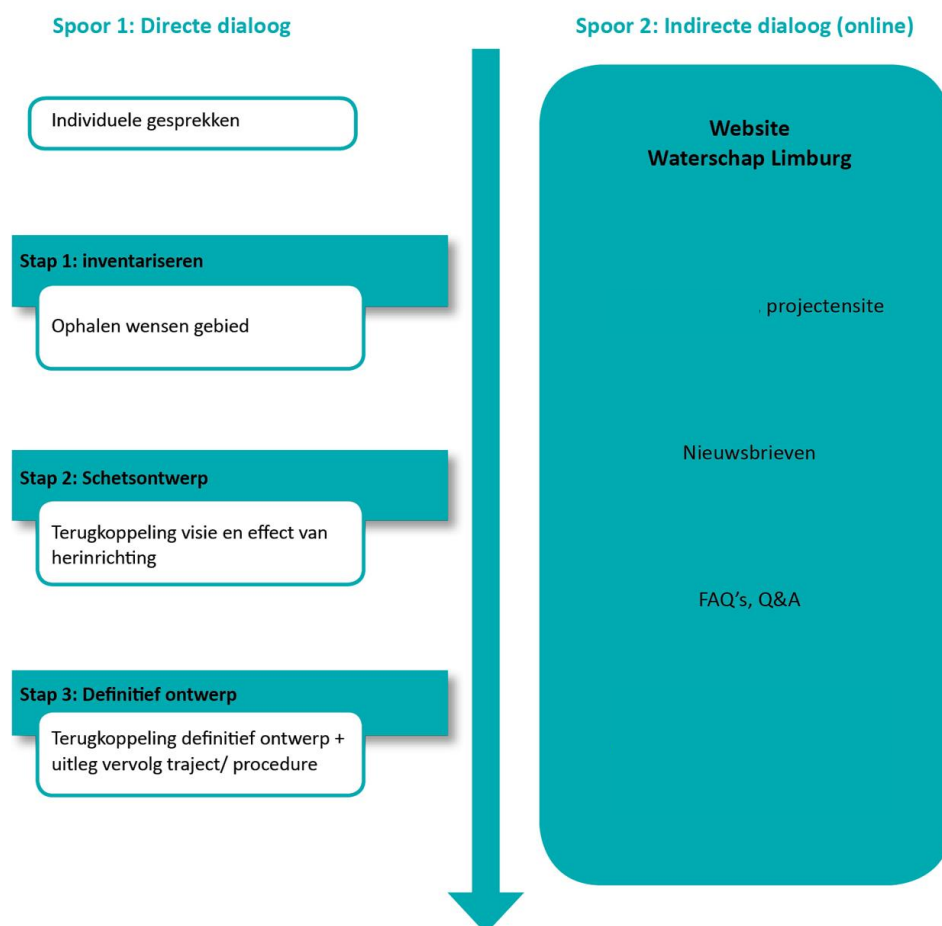 Spoor 1: Directe dialoog
Individuele gesprekken
Stap 1: inventariseren
Ophalen wensen gebied
Stap 2: Schetsontwerp
Terugkoppeling visie en effect van
herinrichting
Stap 3: Definitief ontwerp
Terugkoppeling definitief ontwerp +
uitleg vervolg traject/ procedure
Spoor 2: Indirecte dialoog (online)
Website
Waterschap Limburg
, projectensite
Nieuwsbrieven
FAQ’s, Q&A